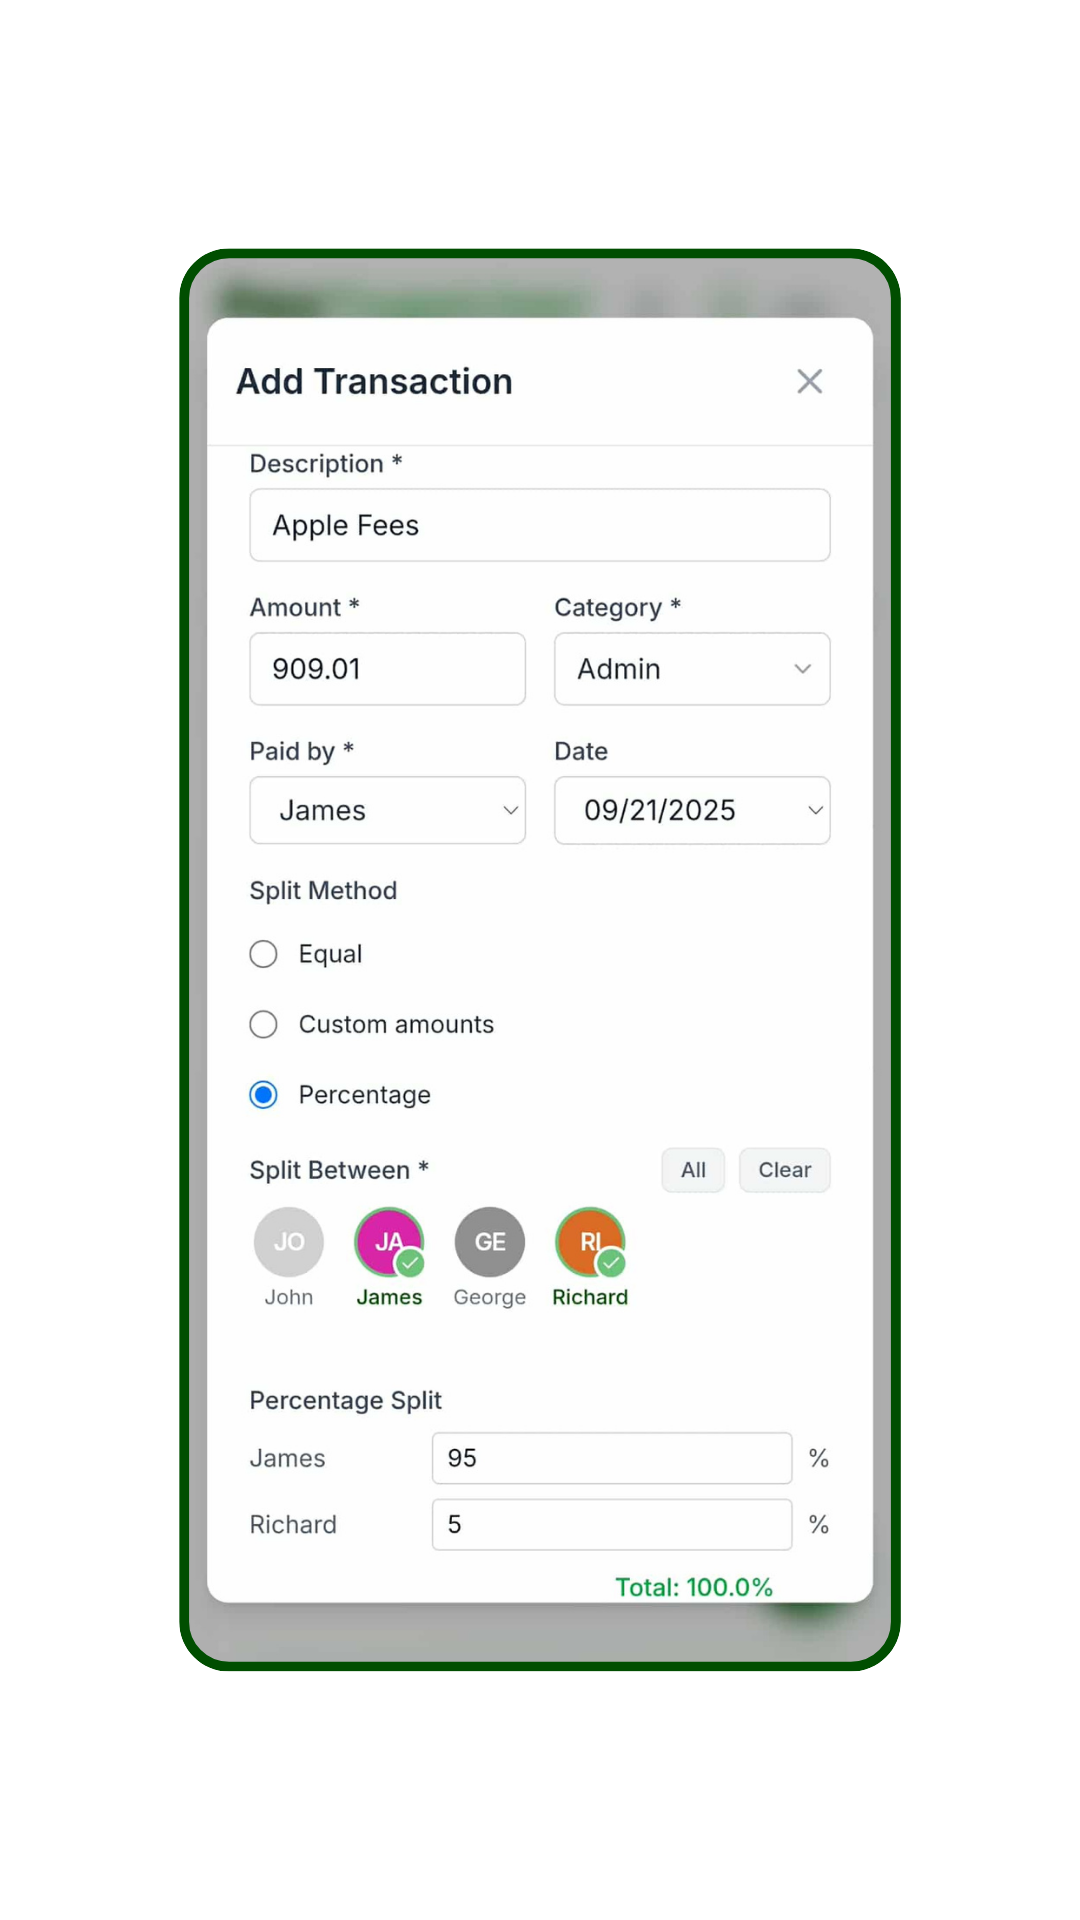 Add Transaction
Description *
Apple Fees
Amount * Category *
909.01 Admin
Paid by * Date
James 09/21/2025
Split Method
Equal
Custom amounts
Percentage
Split Between * All Clear
JO JA GE RI
John James George Richard
Percentage Split
James 95 %
Richard 5 %
Total: 100.0%